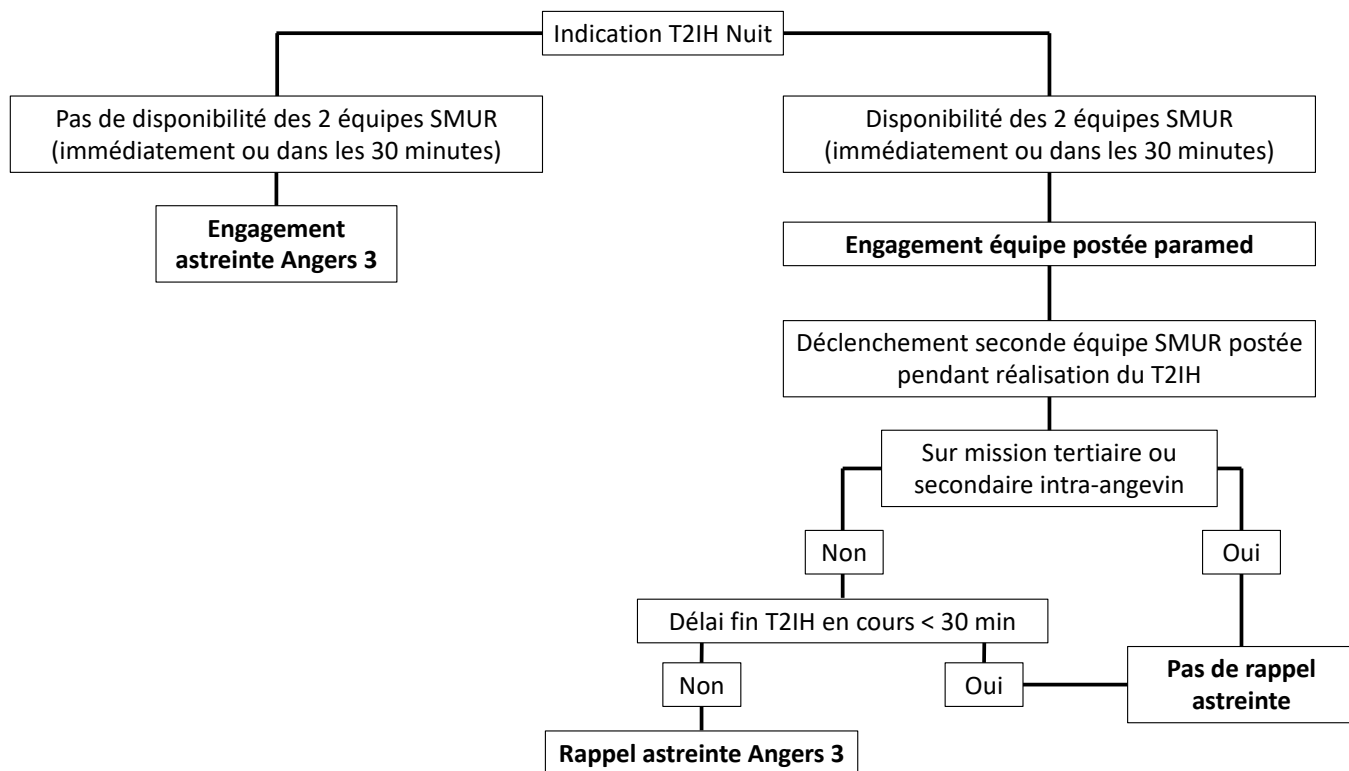 Indication T2IH Nuit
Pas de disponibilité des 2 équipes SMUR
(immédiatement ou dans les 30 minutes)
Engagement
astreinte Angers 3
Disponibilité des 2 équipes SMUR
(immédiatement ou dans les 30 minutes)
Engagement équipe postée paramed
Déclenchement seconde équipe SMUR postée
pendant réalisation du T2IH
Sur mission tertiaire ou
secondaire intra-angevin
Non
Oui
Délai fin T2IH en cours < 30 min
Non
Oui
Pas de rappel
astreinte
Rappel astreinte Angers 3